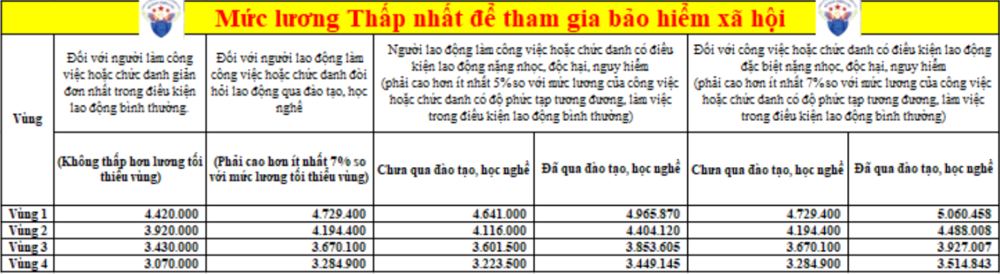 Mức lương Thấp nhất để tham gia bảo hiểm xã hội
Vùng
Đối với người làm công
việc hoặc chức danh giản
đơn nhất trong điều kiện
lao động bình thường.
Đối với người lao động làm
công việc hoặc chức danh đòi
hỏi lao động qua đào tạo, học
nghề
Người lao động làm công việc hoặc chức danh có điều
kiện lao động nặng nhọc, độc hại, nguy hiểm
(phải cao hơn ít nhất 5% so với mức lương của công việc
hoặc chức danh có độ phức tạp tương đương, làm việc
trong điều kiện lao động bình thường)
Đối với công việc hoặc chức danh có điều kiện lao động
đặc biệt nặng nhọc, độc hại, nguy hiểm
(phải cao hơn ít nhất 7% so với mức lương của công việc
hoặc chức danh có độ phức tạp tương đương, làm việc
trong điều kiện lao động bình thường)
(Không thấp hơn lương tối
thiểu vùng)
(Phải cao hơn ít nhất 7% so
với mức lương tối thiểu vùng)
Chưa qua đào tạo, học nghề
Đã qua đào tạo, học nghề
Chưa qua đào tạo, học nghề
Đã qua đào tạo, học nghề
Vùng 1 4.420.000 4.729.400 4.641.000 4.965.870 4.729.400 5.060.458
Vùng 2 3.920.000 4.194.400 4.116.000 4.404.120 4.194.400 4.488.008
Vùng 3 3.430.000 3.670.100 3.601.500 3.853.605 3.670.100 3.927.007
Vùng 4 3.070.000 3.284.900 3.223.500 3.449.145 3.284.900 3.514.843